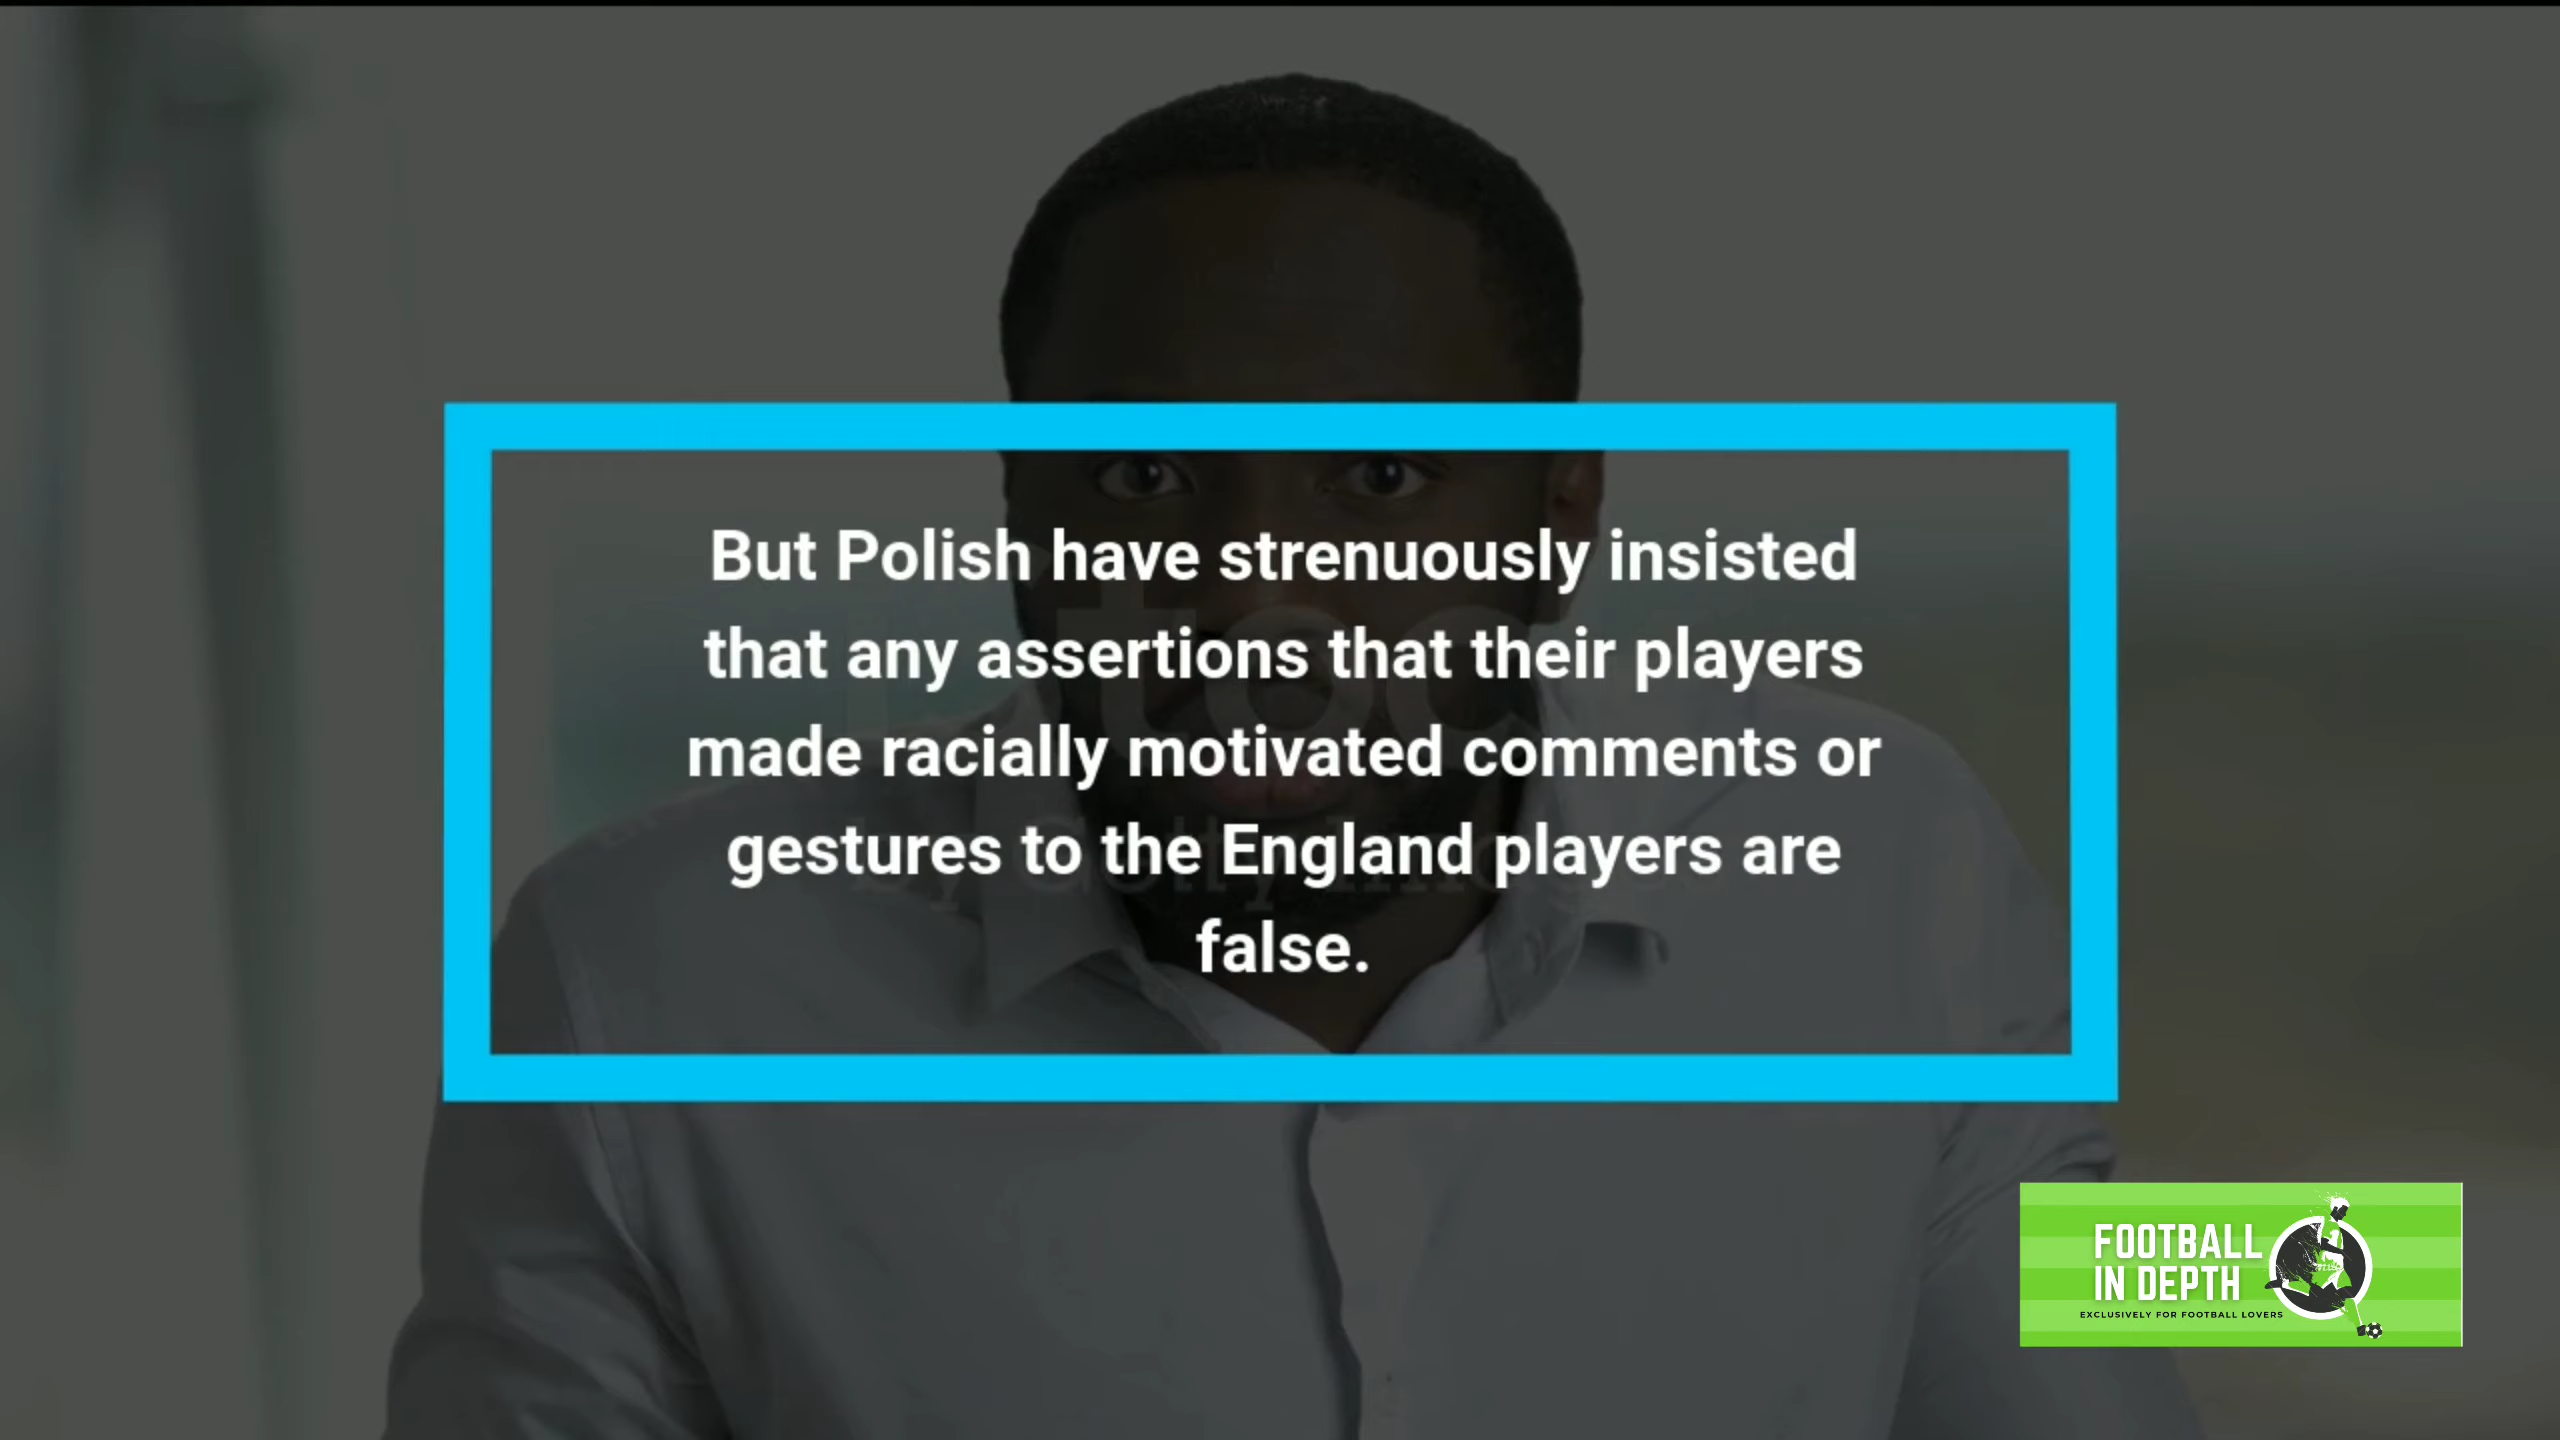 But Polish have strenuously insisted
that any assertions that their players
made racially motivated comments or
gestures to the England players are
false.
FOOTBALL
IN DEPTH
EXCLUSIVELY FOR FOOTBALL LOVERS